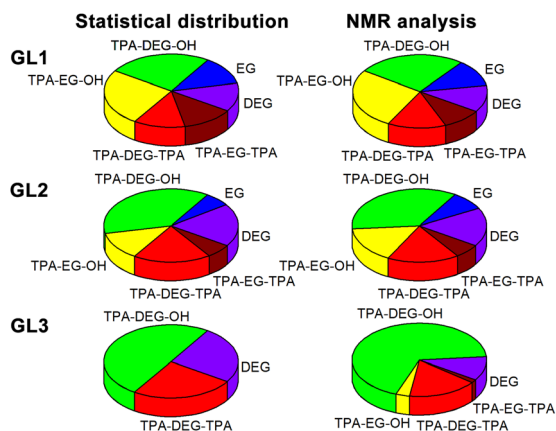 Statistical distribution NMR analysis
GL1
TPA-DEG-OH
EG
TPA-EG-OH
DEG
TPA-DEG-TPA
TPA-EG-TPA
TPA-DEG-OH
EG
TPA-EG-OH
DEG
TPA-DEG-TPA
TPA-EG-TPA
GL2
TPA-DEG-OH
EG
DEG
TPA-EG-OH
TPA-EG-TPA
TPA-DEG-TPA
TPA-DEG-OH
EG
DEG
TPA-EG-OH
TPA-EG-TPA
TPA-DEG-TPA
GL3
TPA-DEG-OH
DEG
TPA-DEG-TPA
TPA-DEG-OH
DEG
TPA-EG-TPA
TPA-EG-OH
TPA-DEG-TPA